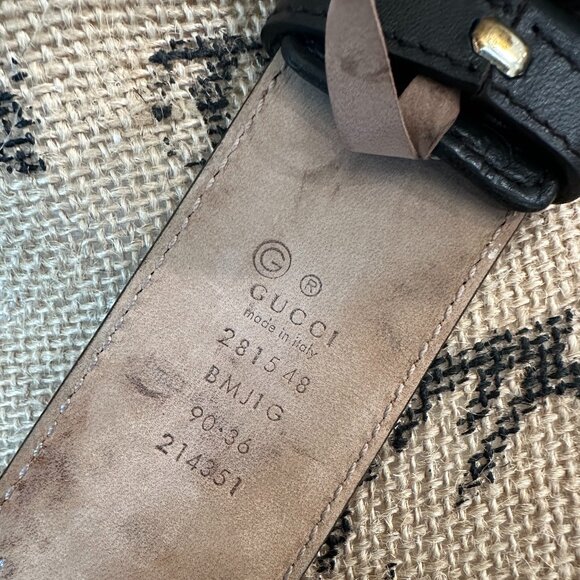 G ®
GUCCI
made in italy
281548
BMJ1G
90·36
214351